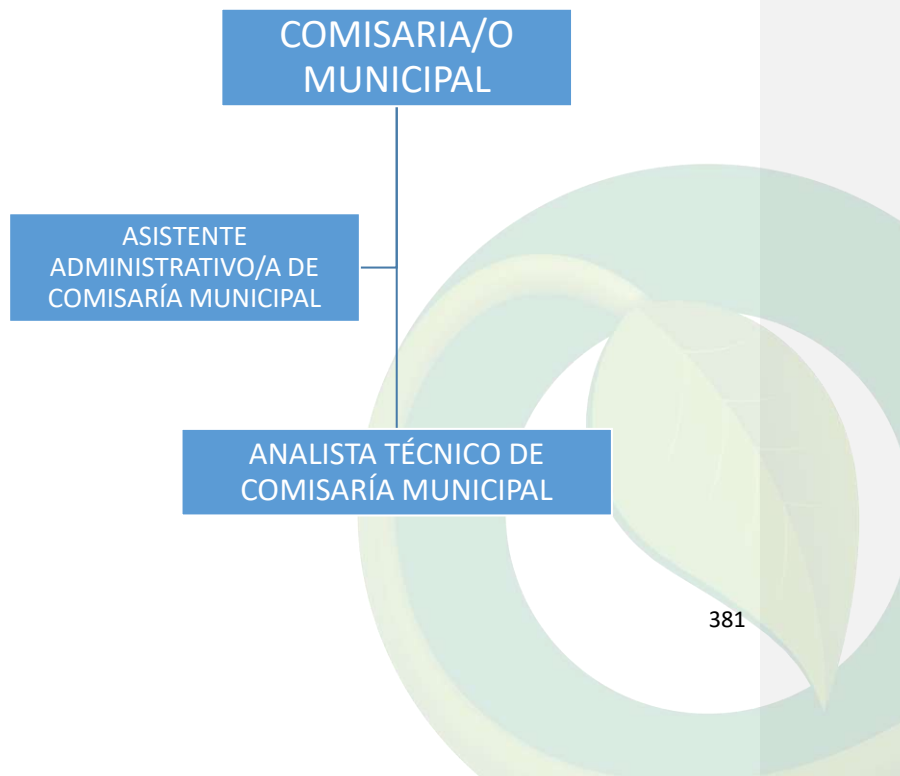 COMISARIA/O
MUNICIPAL
ASISTENTE
ADMINISTRATIVO/A DE
COMISARÍA MUNICIPAL
ANALISTA TÉCNICO DE
COMISARÍA MUNICIPAL
381